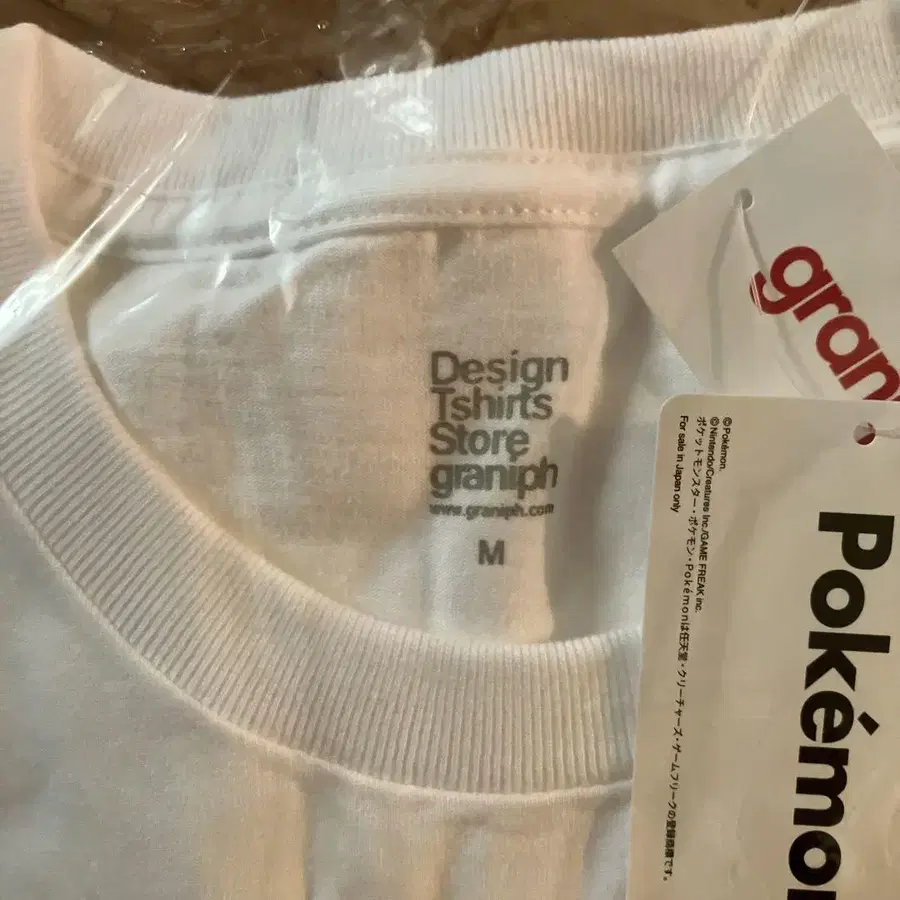 Design
Tshirts
Store
graniph
www.graniph.com
M
gran
©Pokémon.
©Nintendo/Creatures Inc./GAME FREAK inc.
ポケットモンスター・ポケモン・Pokémonは任天堂・クリーチャーズ・ゲームフリークの登録商標です。
For sale in Japan only
Pokémon